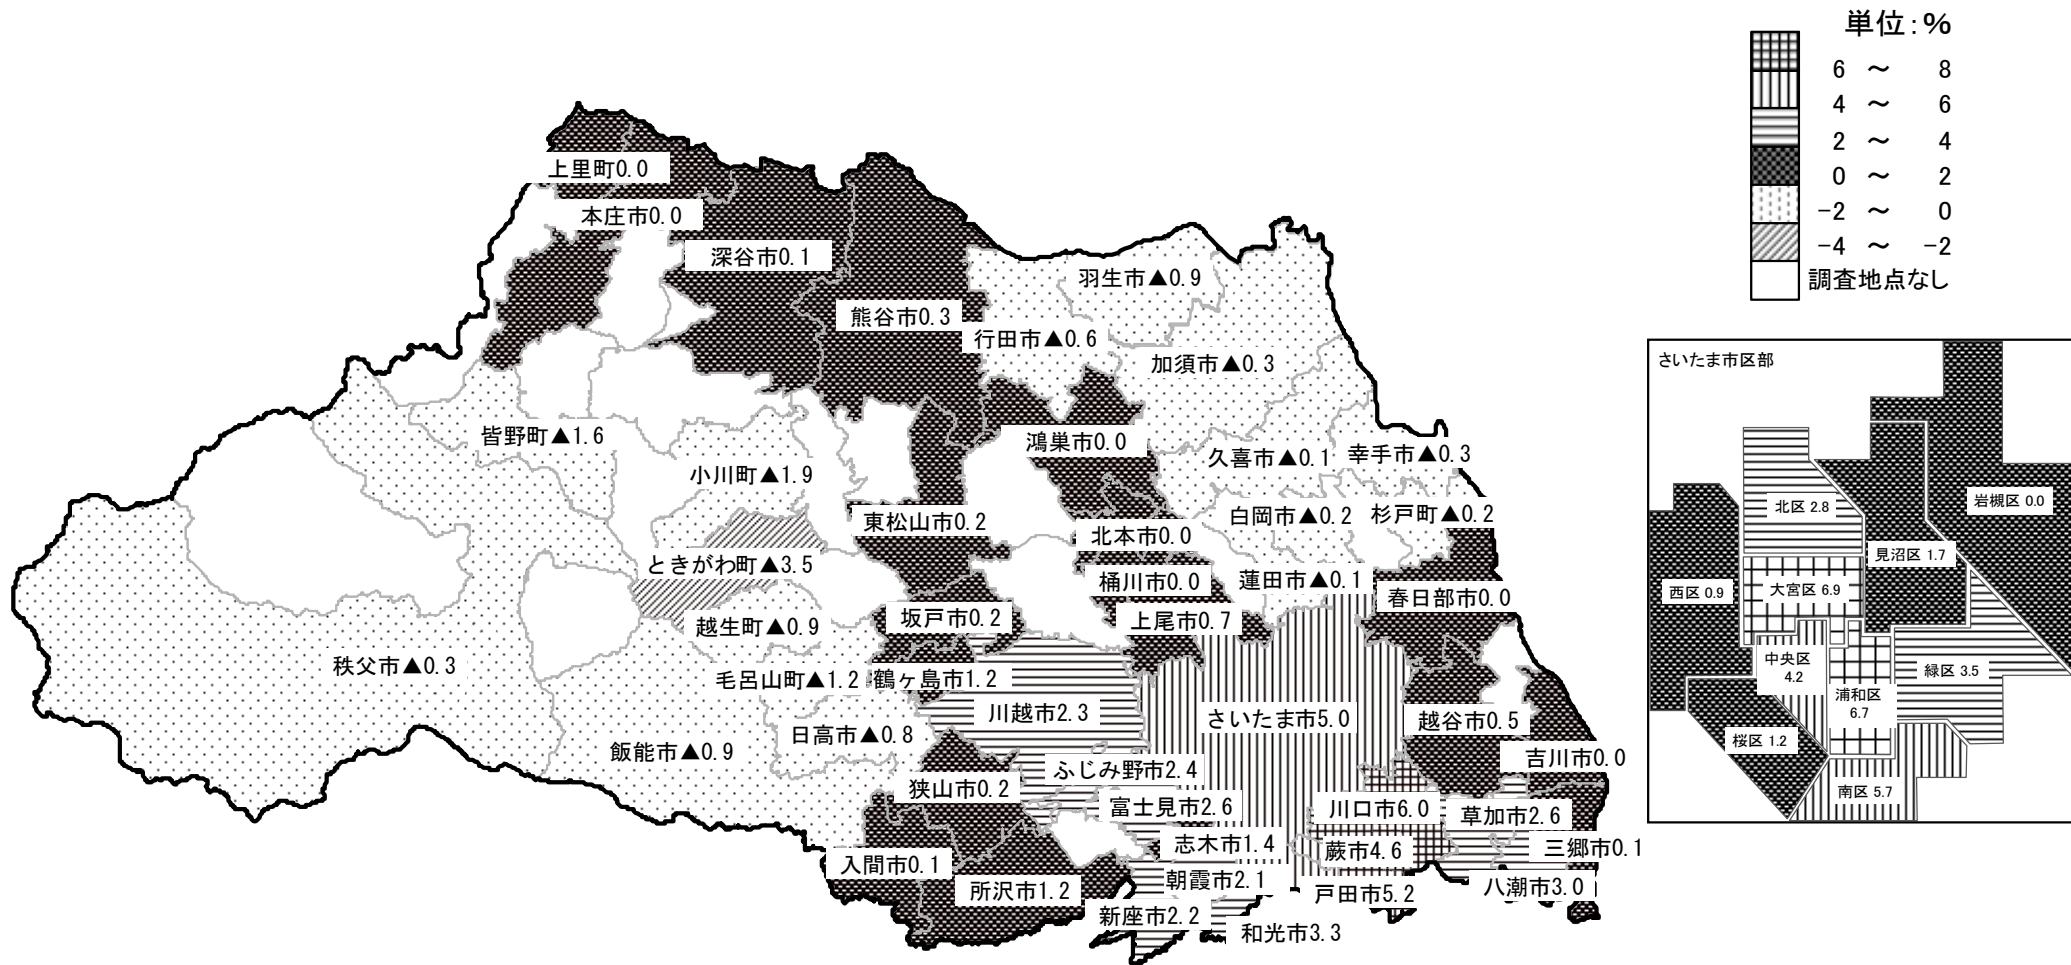 単位:%
6 ～ 8
4 ～ 6
2 ～ 4
0 ～ 2
-2 ～ 0
-4 ～ -2
調査地点なし
上里町0.0
本庄市0.0
深谷市0.1
熊谷市0.3
羽生市▲0.9
行田市▲0.6
加須市▲0.3
皆野町▲1.6
小川町▲1.9
鴻巣市0.0
久喜市▲0.1
幸手市▲0.3
東松山市0.2
北本市0.0
白岡市▲0.2
杉戸町▲0.2
ときがわ町▲3.5
桶川市0.0
蓮田市▲0.1
春日部市0.0
越生町▲0.9
坂戸市0.2
上尾市0.7
秩父市▲0.3
毛呂山町▲1.2
鶴ヶ島市1.2
川越市2.3
さいたま市5.0
越谷市0.5
飯能市▲0.9
日高市▲0.8
ふじみ野市2.4
吉川市0.0
狭山市0.2
富士見市2.6
川口市6.0
草加市2.6
志木市1.4
蕨市4.6
三郷市0.1
入間市0.1
所沢市1.2
朝霞市2.1
戸田市5.2
八潮市3.0
新座市2.2
和光市3.3
さいたま市区部
岩槻区 0.0
北区 2.8
見沼区 1.7
西区 0.9
大宮区 6.9
中央区
4.2
緑区 3.5
浦和区
6.7
桜区 1.2
南区 5.7